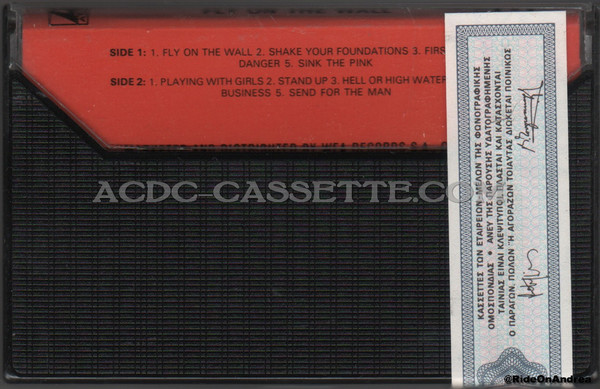 FLY ON THE WALL
SIDE 1: 1. FLY ON THE WALL 2. SHAKE YOUR FOUNDATIONS 3. FIRS
DANGER 5. SINK THE PINK
SIDE 2: 1. PLAYING WITH GIRLS 2. STAND UP 3. HELL OR HIGH WATER
BUSINESS 5. SEND FOR THE MAN
AND DISTRIBUTED BY WEA RECORDS S.A.
ACDC-CASSETTE.CO
ΚΑΣΣΕΤΤΕΣ ΤΩΝ ΕΤΑΙΡΕΙΩΝ-ΜΕΛΩΝ ΤΗΣ ΦΩΝΟΓΡΑΦΙΚΗΣ
ΟΜΟΣΠΟΝΔΙΑΣ * ΑΝΕΥ ΤΗΣ ΠΑΡΟΥΣΗΣ ΥΔΑΤΟΓΡΑΦΗΜΕΝΗΣ
ΤΑΙΝΙΑΣ ΕΙΝΑΙ ΚΛΕΨΙΤΥΠΟΙ, ΠΛΑΣΤΑΙ ΚΑΙ ΚΑΤΑΣΧΟΝΤΑΙ
Ο ΠΑΡΑΓΩΝ, ΠΩΛΩΝ Ή ΑΓΟΡΑΖΩΝ ΤΟΙΑΥΤΑΣ ΔΙΩΚΕΤΑΙ ΠΟΙΝΙΚΩΣ
@RideOnAndrea